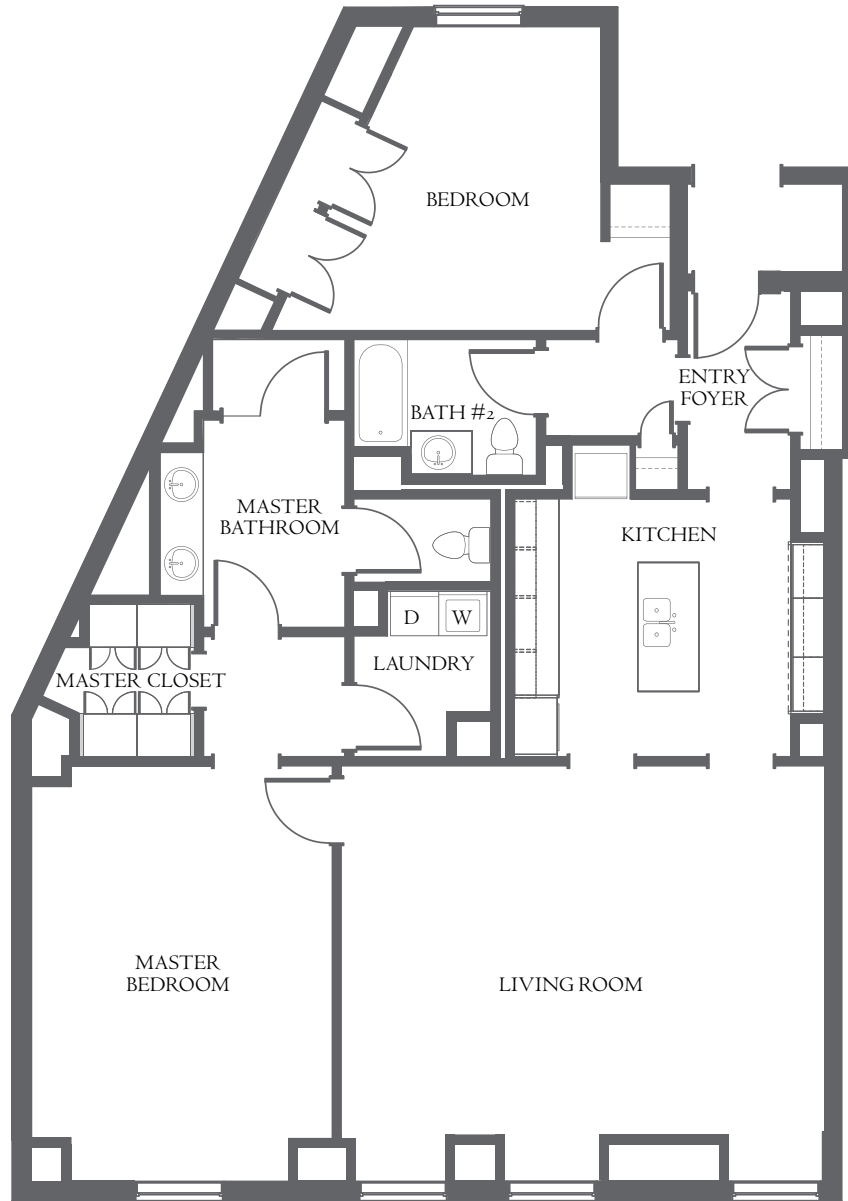 BEDROOM
ENTRY
FOYER
BATH #2
MASTER
BATHROOM
KITCHEN
D W
LAUNDRY
MASTER CLOSET
MASTER
BEDROOM
LIVING ROOM